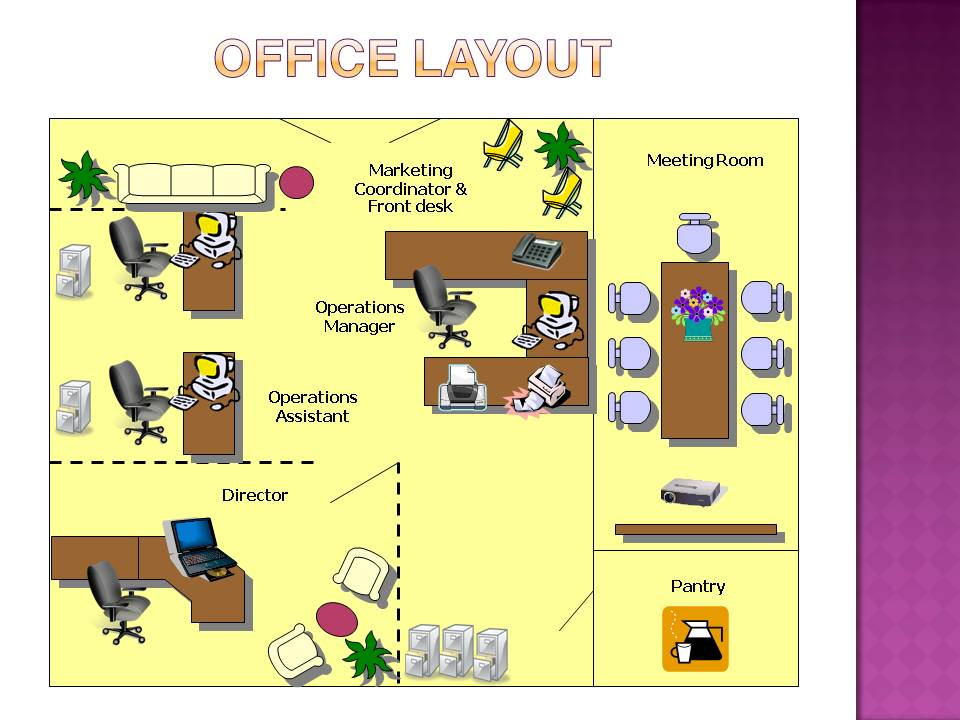 OFFICE LAYOUT
Marketing
Coordinator &
Front desk
Meeting Room
Operations
Manager
Operations
Assistant
Director
Pantry